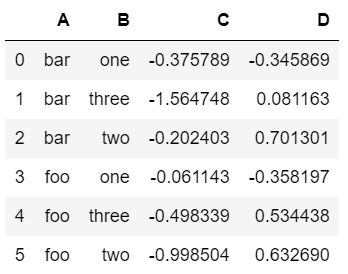 A B C D
0 bar one -0.375789 -0.345869
1 bar three -1.564748 0.081163
2 bar two -0.202403 0.701301
3 foo one -0.061143 -0.358197
4 foo three -0.498339 0.534438
5 foo two -0.998504 0.632690